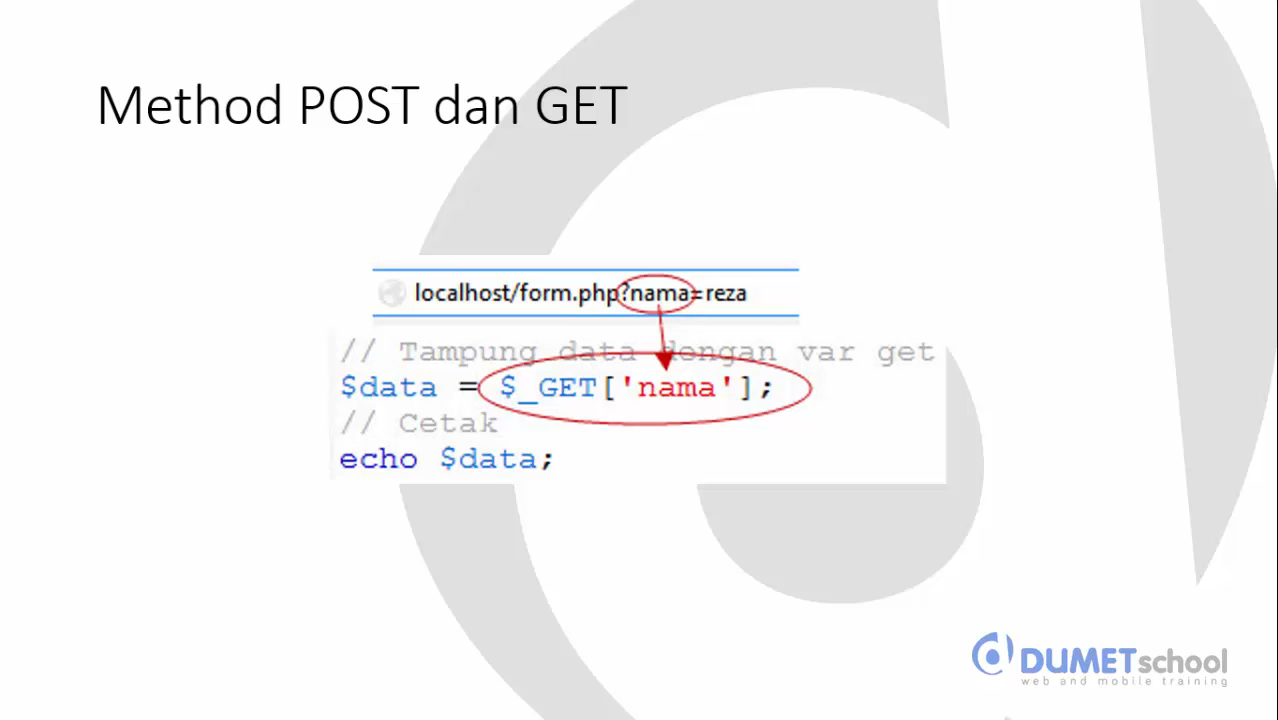 Method POST dan GET
localhost/form.php?nama=reza
// Tampung data dengan var get
$data = $_GET['nama'];
// Cetak
echo $data;
DUMETschool
web and mobile training